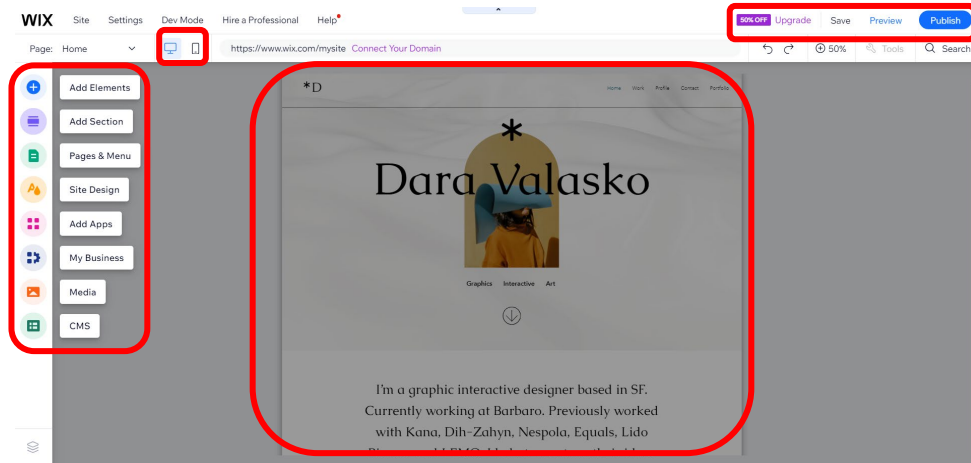 WIX Site Settings Dev Mode Hire a Professional Help 50% OFF Upgrade Save Preview Publish
Page: Home https://www.wix.com/mysite Connect Your Domain 50% Tools Search
Add Elements
Add Section
Pages & Menu
Site Design
Add Apps
My Business
Media
CMS
*D Home Work Profile Contact Portfolio
Dara Valasko
Graphics Interactive Art
I'm a graphic interactive designer based in SF.
Currently working at Barbaro. Previously worked
with Kana, Dih-Zahyn, Nespola, Equals, Lido